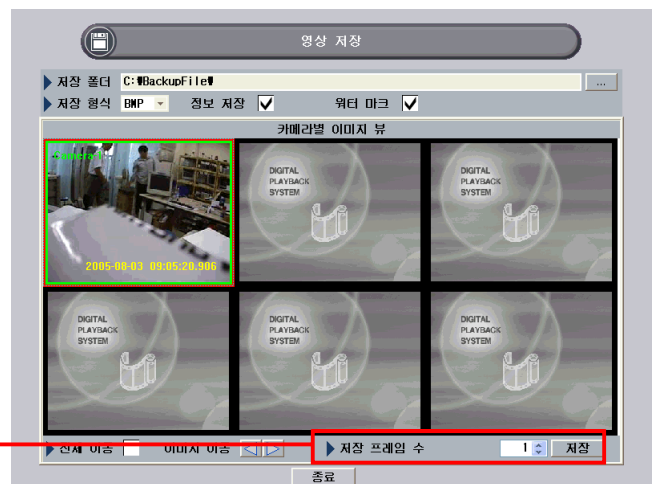 영상 저장
저장 폴더 C:₩BackupFile₩ ...
저장 형식 BMP 정보 저장 워터 마크
카메라별 이미지 뷰
Camera 1
2005-08-03 09:05:20.906
DIGITAL
PLAYBACK
SYSTEM
DIGITAL
PLAYBACK
SYSTEM
DIGITAL
PLAYBACK
SYSTEM
DIGITAL
PLAYBACK
SYSTEM
DIGITAL
PLAYBACK
SYSTEM
전체 이동 이미지 이동 저장 프레임 수 1 저장
종료